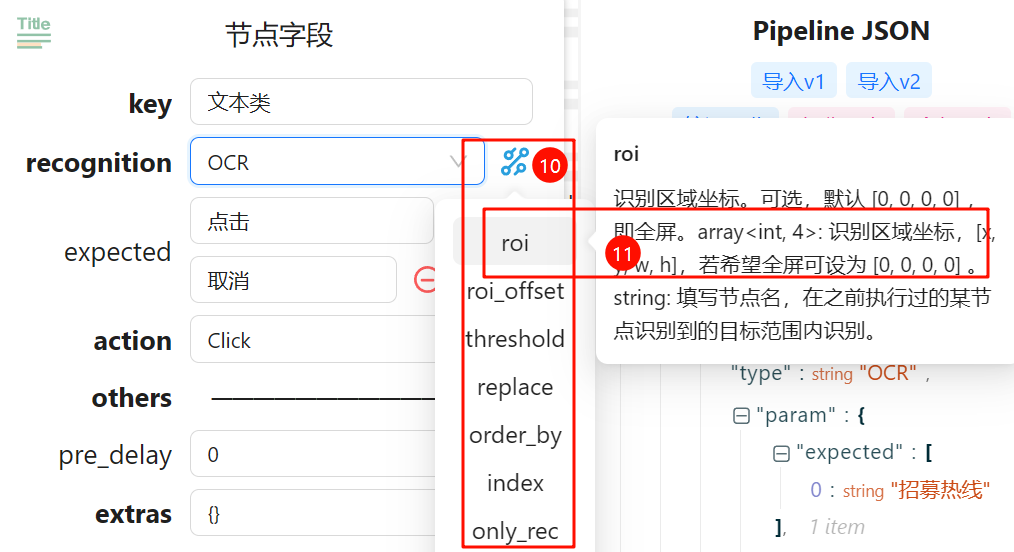 Title
节点字段
key
文本类
recognition
OCR
10
expected
点击
取消
action
Click
others
pre_delay
0
extras
{}
roi
roi_offset
threshold
replace
order_by
index
only_rec
Pipeline JSON
导入v1
导入v2
roi
识别区域坐标。可选，默认 [0, 0, 0, 0]，
即全屏。array<int, 4>: 识别区域坐标，[x,
11
w, h]，若希望全屏可设为 [0, 0, 0, 0] 。
string: 填写节点名，在之前执行过的某节
点识别到的目标范围内识别。
"type" : string "OCR" ,
"param" : {
"expected" : [
0 : string "招募热线"
], 1 item